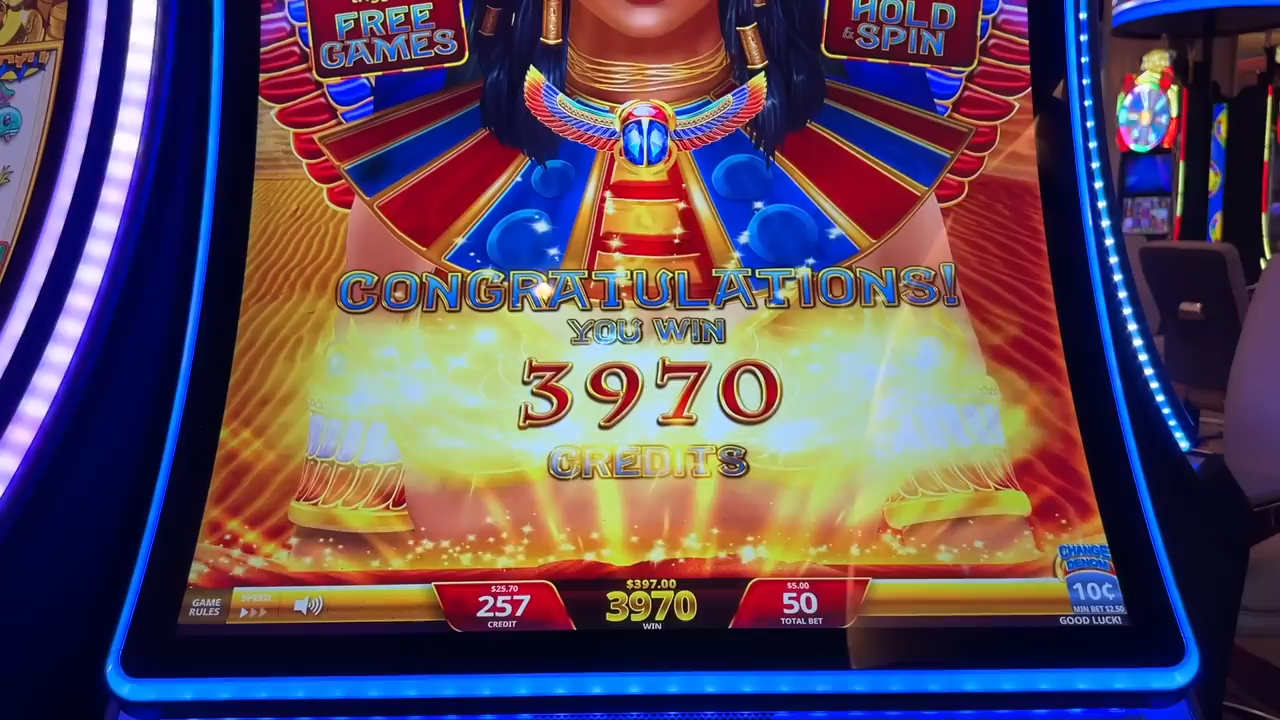 FREE
GAMES
HOLD
& SPIN
CONGRATULATIONS!
YOU WIN
3970
CREDITS
GAME
RULES
SPEED
$25.70
257
CREDIT
$397.00
3970
WIN
$5.00
50
TOTAL BET
CHANGE
DENOM
10¢
MIN BET $2.50
GOOD LUCK!